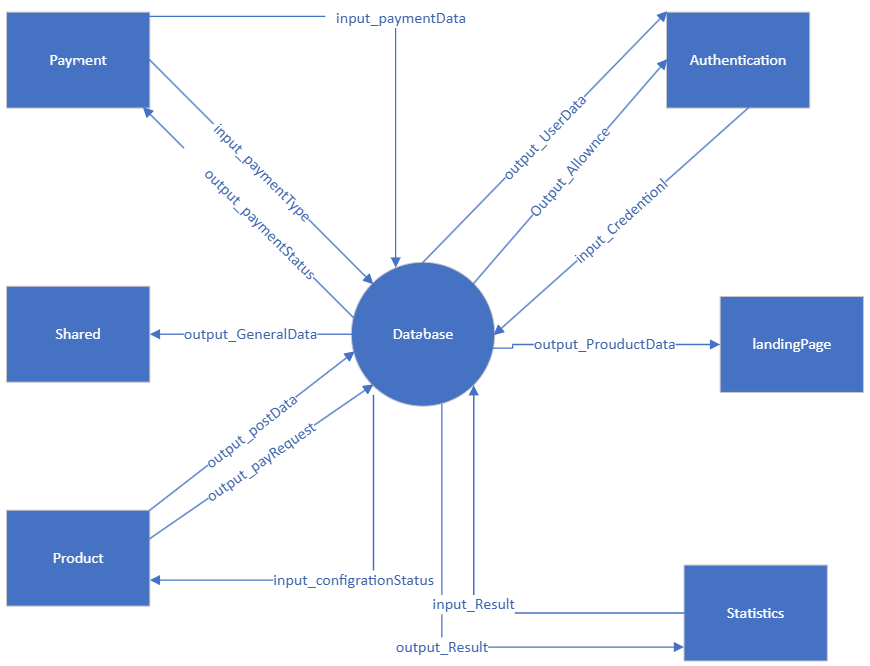 input_paymentData
Payment
Authentication
output_UserData
Output_Allownce
input_paymentType
output_paymentStatus
input_Credentionl
Shared
output_GeneralData
Database
output_ProuductData
landingPage
output_postData
output_payRequest
Product
input_configrationStatus
input_Result
Statistics
output_Result